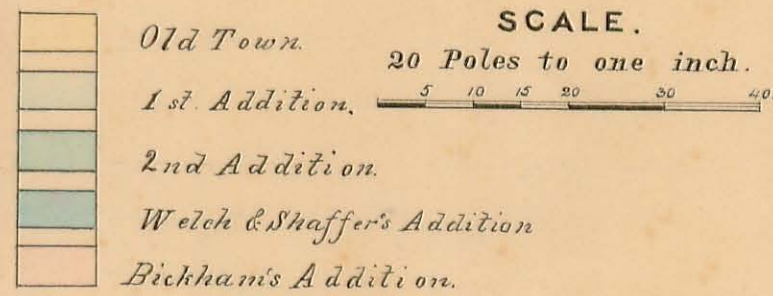 SCALE.
Old Town.
20 Poles to one inch.
1st. Addition,
5 10 15 20 30 40
2nd Addition.
Welch & Shaffer's Addition
Bickham's Addition.